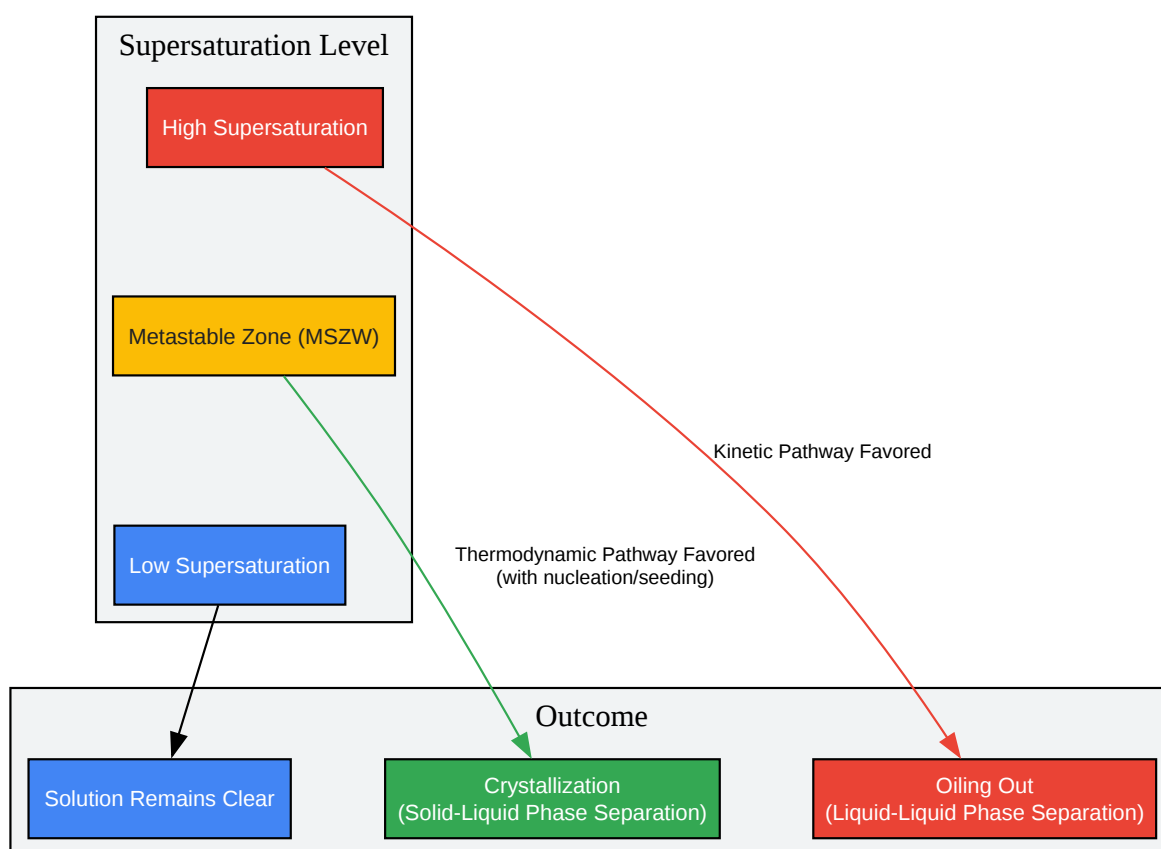 Supersaturation Level
High Supersaturation
Metastable Zone (MSZW)
Low Supersaturation
Kinetic Pathway Favored
Thermodynamic Pathway Favored
(with nucleation/seeding)
Outcome
Solution Remains Clear
Crystallization
(Solid-Liquid Phase Separation)
Oiling Out
(Liquid-Liquid Phase Separation)